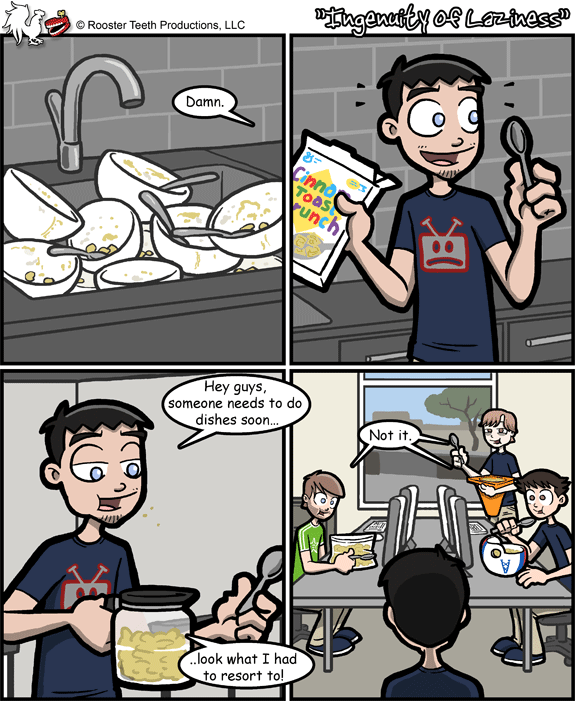 © Rooster Teeth Productions, LLC
"Ingenuity of Laziness"
Damn.
Cinna
Toast
runch
Hey guys,
someone needs to do
dishes soon...
..look what I had
to resort to!
Not it.